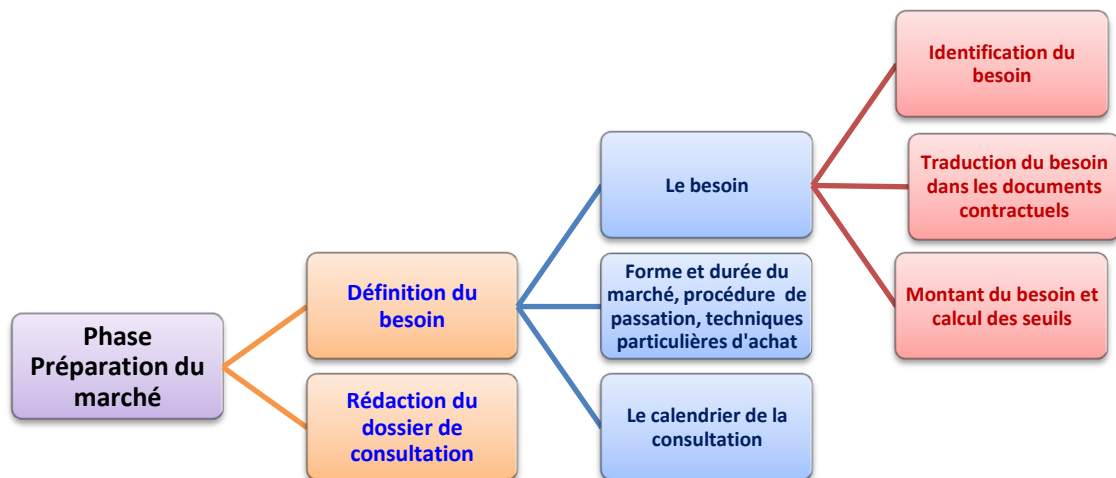 Phase
Préparation du
marché
Définition du
besoin
Rédaction du
dossier de
consultation
Le besoin
Forme et durée du
marché, procédure de
passation, techniques
particulières d'achat
Le calendrier de la
consultation
Identification du
besoin
Traduction du besoin
dans les documents
contractuels
Montant du besoin et
calcul des seuils